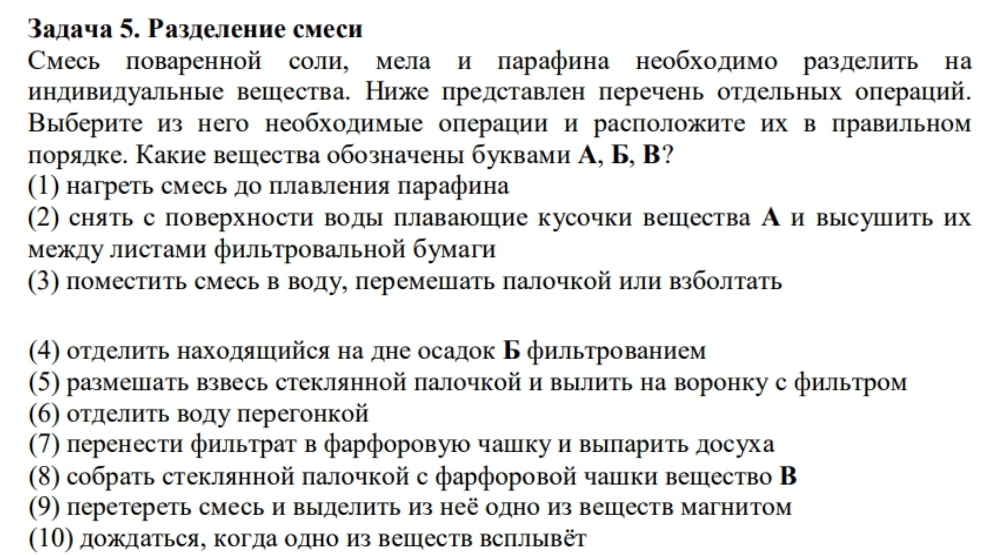 Задача 5. Разделение смеси
Смесь поваренной соли, мела и парафина необходимо разделить на
индивидуальные вещества. Ниже представлен перечень отдельных операций.
Выберите из него необходимые операции и расположите их в правильном
порядке. Какие вещества обозначены буквами А, Б, В?
(1) нагреть смесь до плавления парафина
(2) снять с поверхности воды плавающие кусочки вещества А и высушить их
между листами фильтровальной бумаги
(3) поместить смесь в воду, перемешать палочкой или взболтать
(4) отделить находящийся на дне осадок Б фильтрованием
(5) размешать взвесь стеклянной палочкой и вылить на воронку с фильтром
(6) отделить воду перегонкой
(7) перенести фильтрат в фарфоровую чашку и выпарить досуха
(8) собрать стеклянной палочкой с фарфоровой чашки вещество В
(9) перетереть смесь и выделить из неё одно из веществ магнитом
(10) дождаться, когда одно из веществ всплывёт